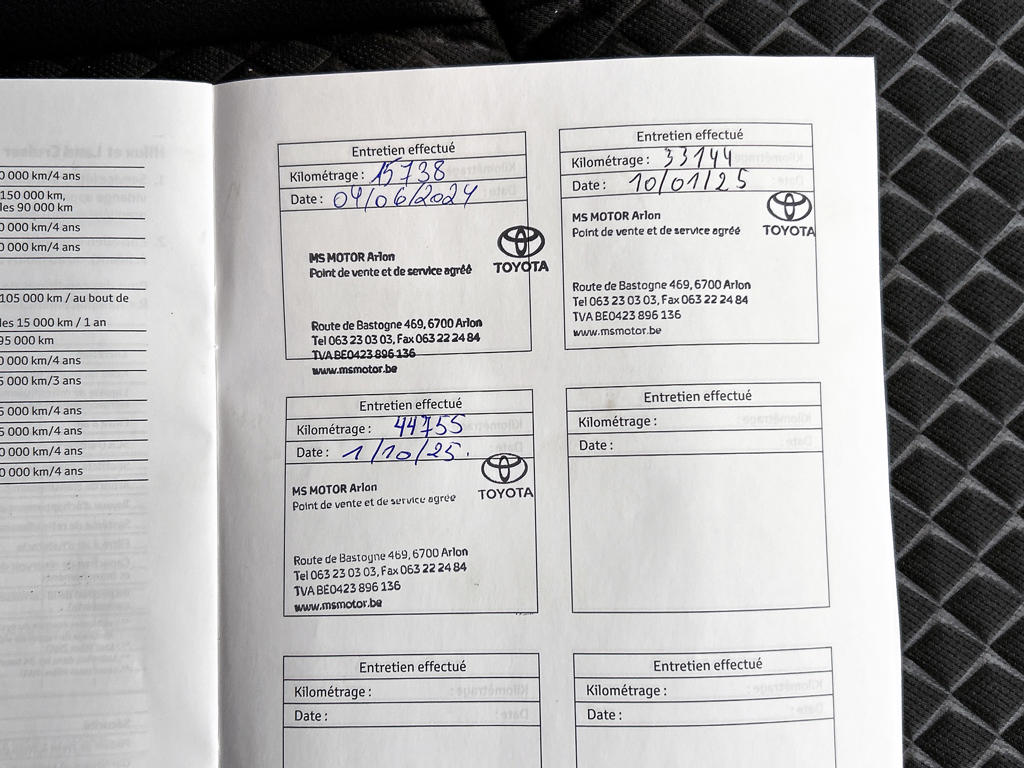 0 000 km/4 ans
150 000 km,
les 90 000 km
0 000 km/4 ans
0 000 km/4 ans
105 000 km / au bout de
les 15 000 km / 1 an
95 000 km
0 000 km/4 ans
5 000 km/3 ans
5 000 km/4 ans
5 000 km/4 ans
0 000 km/4 ans
0 000 km/4 ans
Entretien effectué
Kilométrage : 15738
Date : 04/06/2024
TOYOTA
MS MOTOR Arlon
Point de vente et de service agréé
Route de Bastogne 469, 6700 Arlon
Tel 063 23 03 03, Fax 063 22 24 84
TVA BE0423 896 136
www.msmotor.be
Entretien effectué
Kilométrage : 33144
Date : 10/01/25
TOYOTA
MS MOTOR Arlon
Point de vente et de service agréé
Route de Bastogne 469, 6700 Arlon
Tel 063 23 03 03, Fax 063 22 24 84
TVA BE0423 896 136
www.msmotor.be
Entretien effectué
Kilométrage : 44755
Date : 1/10/25.
TOYOTA
MS MOTOR Arlon
Point de vente et de service agréé
Route de Bastogne 469, 6700 Arlon
Tel 063 23 03 03, Fax 063 22 24 84
TVA BE0423 896 136
www.msmotor.be
Entretien effectué
Kilométrage :
Date :
Entretien effectué
Kilométrage :
Date :
Entretien effectué
Kilométrage :
Date :